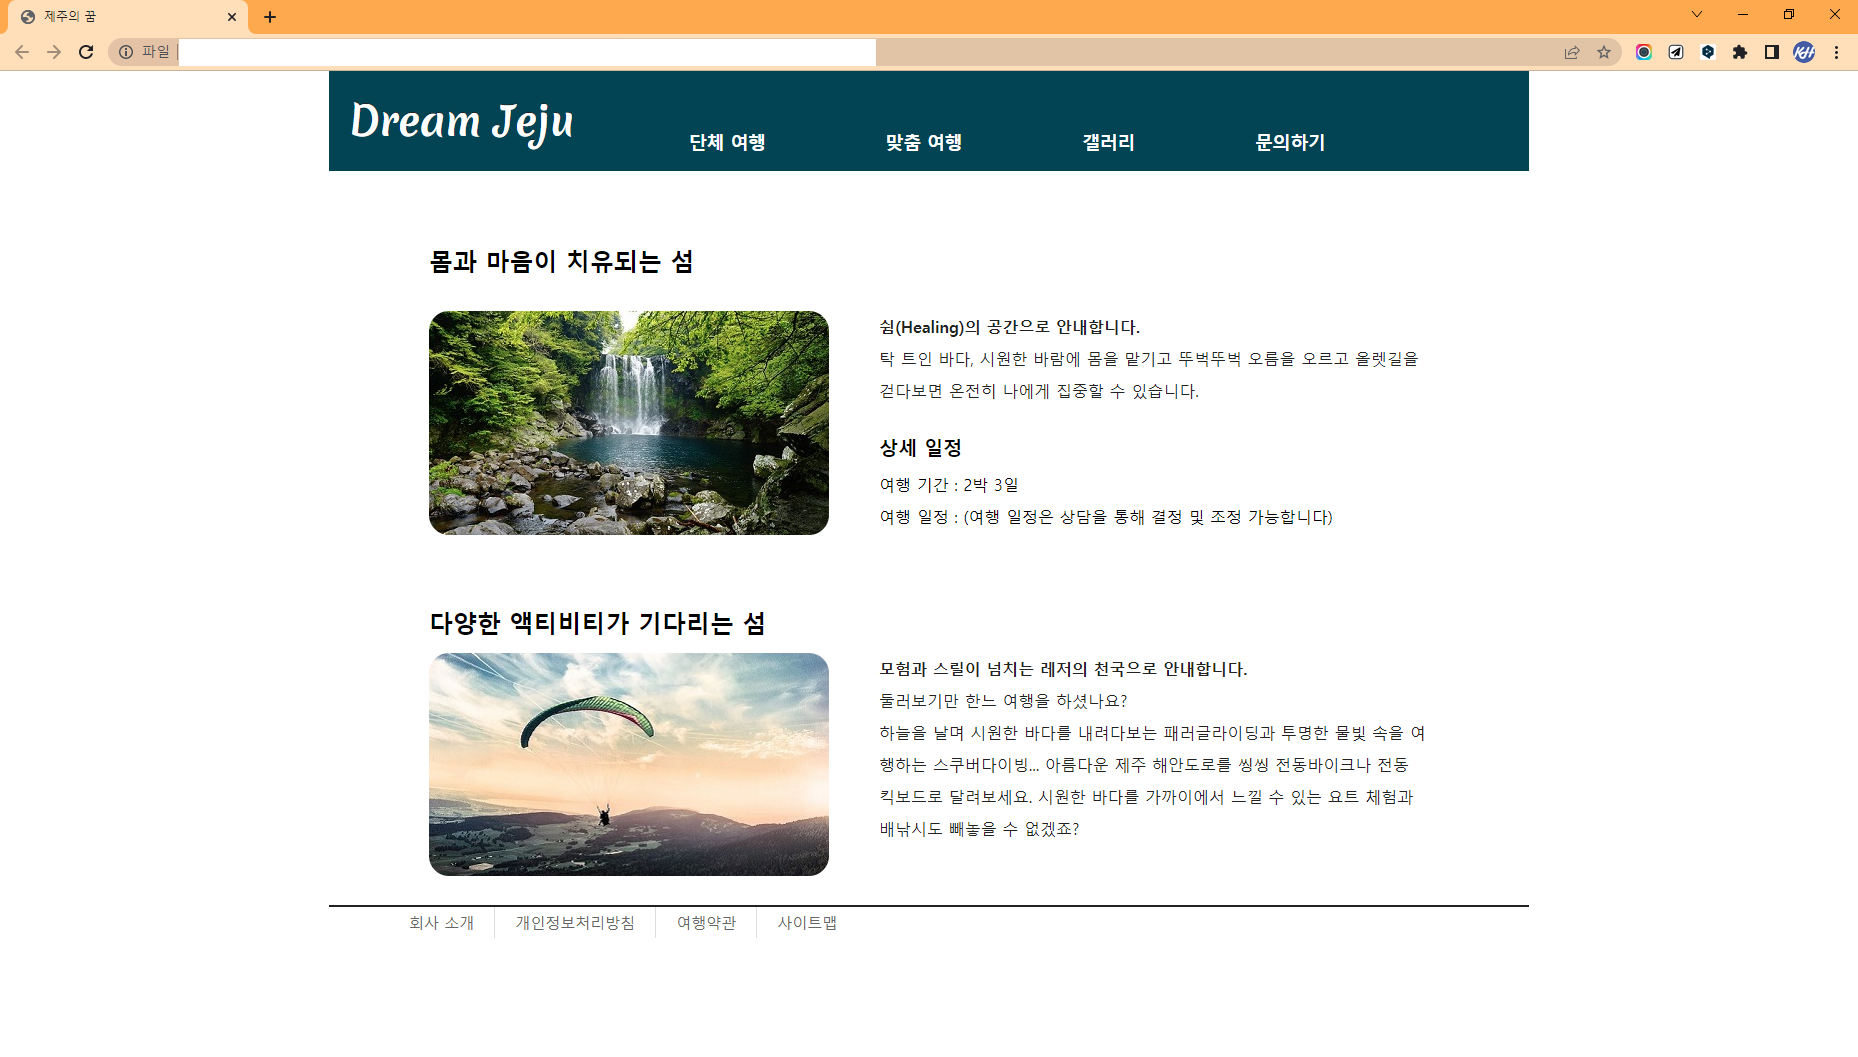 제주의 꿈
파일
Dream Jeju
단체 여행
맞춤 여행
갤러리
문의하기
몸과 마음이 치유되는 섬
쉼(Healing)의 공간으로 안내합니다.
탁 트인 바다, 시원한 바람에 몸을 맡기고 뚜벅뚜벅 오름을 오르고 올렛길을
걷다보면 온전히 나에게 집중할 수 있습니다.
상세 일정
여행 기간 : 2박 3일
여행 일정 : (여행 일정은 상담을 통해 결정 및 조정 가능합니다)
다양한 액티비티가 기다리는 섬
모험과 스릴이 넘치는 레저의 천국으로 안내합니다.
둘러보기만 한느 여행을 하셨나요?
하늘을 날며 시원한 바다를 내려다보는 패러글라이딩과 투명한 물빛 속을 여
행하는 스쿠버다이빙... 아름다운 제주 해안도로를 씽씽 전동바이크나 전동
킥보드로 달려보세요. 시원한 바다를 가까이에서 느낄 수 있는 요트 체험과
배낚시도 빼놓을 수 없겠죠?
회사 소개
개인정보처리방침
여행약관
사이트맵